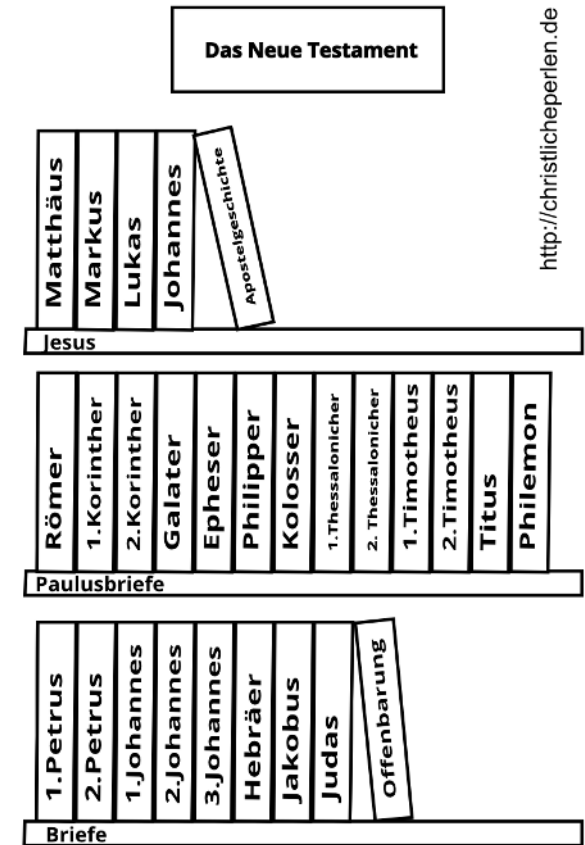 Das Neue Testament
http://christlicheperlen.de
Matthäus
Markus
Lukas
Johannes
Apostelgeschichte
Jesus
Römer
1.Korinther
2.Korinther
Galater
Epheser
Philipper
Kolosser
1.Thessalonicher
2. Thessalonicher
1.Timotheus
2.Timotheus
Titus
Philemon
Paulusbriefe
1.Petrus
2.Petrus
1.Johannes
2.Johannes
3.Johannes
Hebräer
Jakobus
Judas
Offenbarung
Briefe